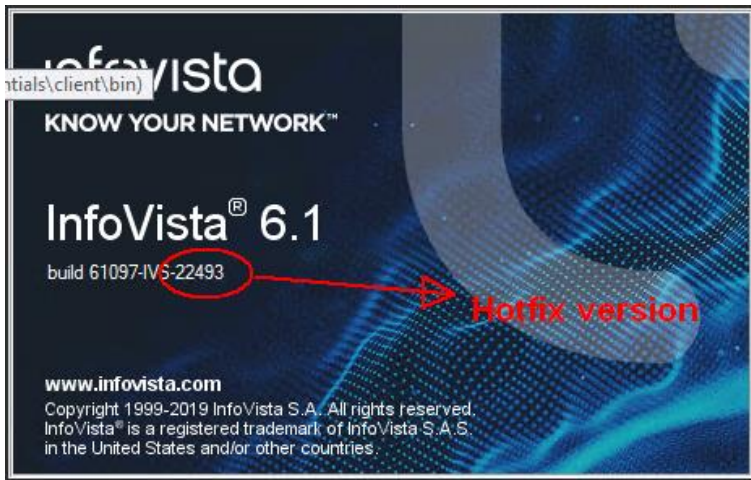 infovista
ntials\client\bin)
KNOW YOUR NETWORK™
InfoVista® 6.1
build 61097-IVS-22493
Hotfix version
www.infovista.com
Copyright 1999-2019 InfoVista S.A. All rights reserved.
InfoVista® is a registered trademark of InfoVista S.A.S.
in the United States and/or other countries.